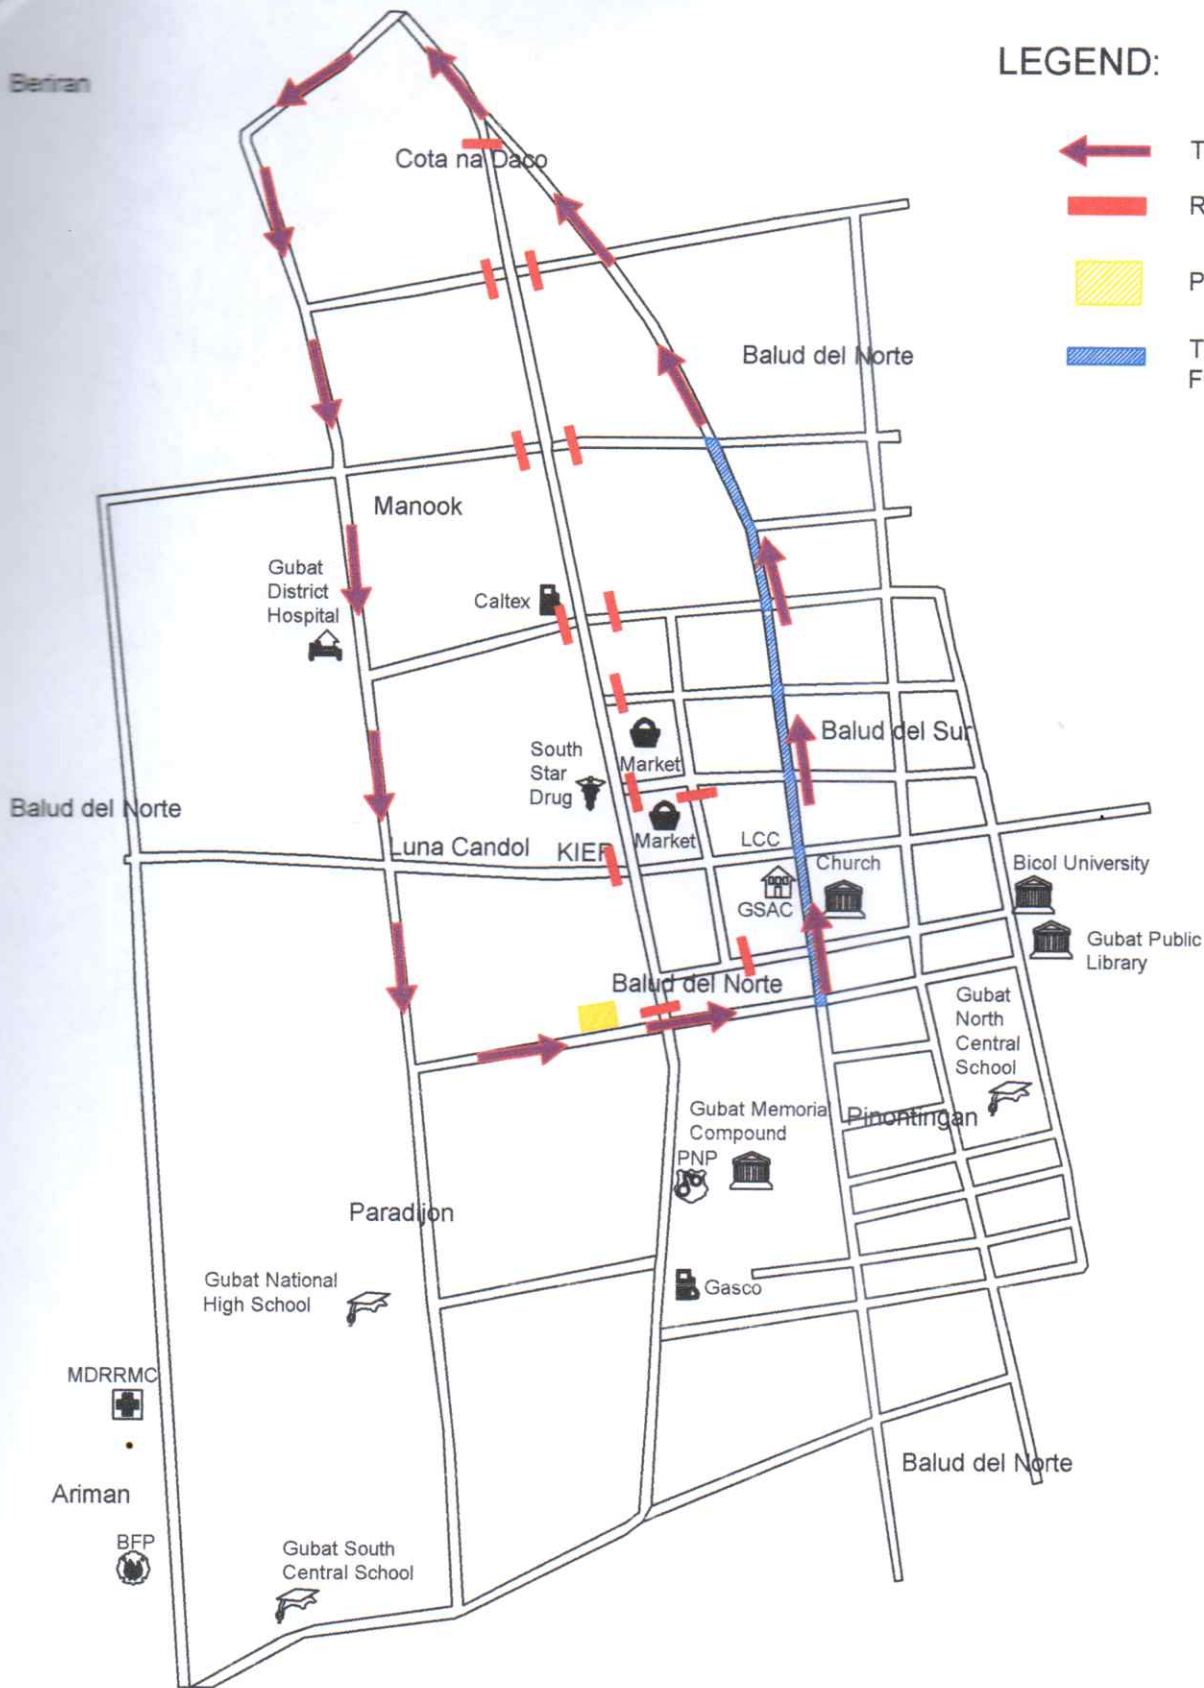 LEGEND:
Beriran
T
Cota na Daco
R
P
Balud del Norte
T
F
Manook
Gubat
District
Hospital
Caltex
Balud del Sur
South
Star
Drug
Market
Balud del Norte
Market
Luna Candol
KIER
LCC
Church
Bicol University
GSAC
Gubat Public
Library
Balud del Norte
Gubat
North
Central
School
Gubat Memorial
Compound
Pinontingan
PNP
Paradijon
Gubat National
High School
Gasco
MDRRMC
Ariman
Balud del Norte
BFP
Gubat South
Central School